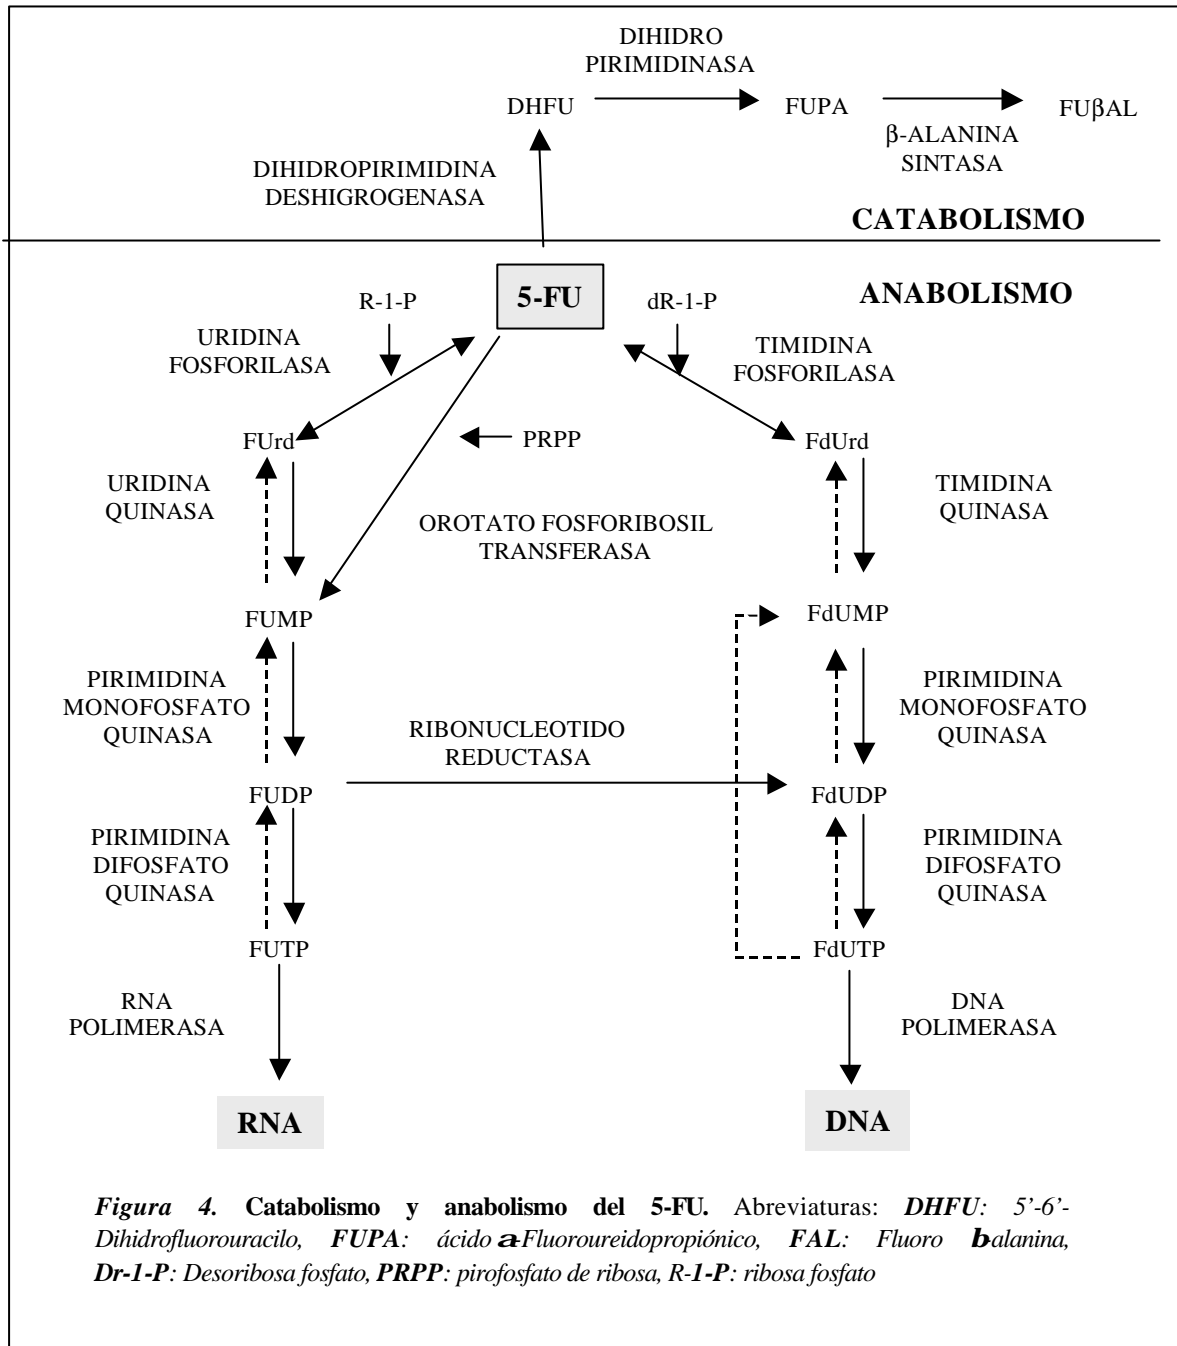 DIHIDRO
PIRIMIDINASA
DHFU
FUPA
FUβAL
β-ALANINA
SINTASA
DIHIDROPIRIMIDINA
DESHIGROGENASA
CATABOLISMO
ANABOLISMO
5-FU
R-1-P
dR-1-P
URIDINA
FOSFORILASA
TIMIDINA
FOSFORILASA
FUrd
PRPP
FdUrd
URIDINA
QUINASA
TIMIDINA
QUINASA
OROTATO FOSFORIBOSIL
TRANSFERASA
FUMP
FdUMP
PIRIMIDINA
MONOFOSFATO
QUINASA
PIRIMIDINA
MONOFOSFATO
QUINASA
RIBONUCLEOTIDO
REDUCTASA
FUDP
FdUDP
PIRIMIDINA
DIFOSFATO
QUINASA
PIRIMIDINA
DIFOSFATO
QUINASA
FUTP
FdUTP
RNA
POLIMERASA
DNA
POLIMERASA
RNA
DNA
Figura 4. Catabolismo y anabolismo del 5-FU. Abreviaturas: DHFU: 5’-6’-
Dihidrofluorouracilo, FUPA: ácido a-Fluoroureidopropiónico, FAL: Fluoro b-alanina,
Dr-1-P: Desoribosa fosfato, PRPP: pirofosfato de ribosa, R-1-P: ribosa fosfato